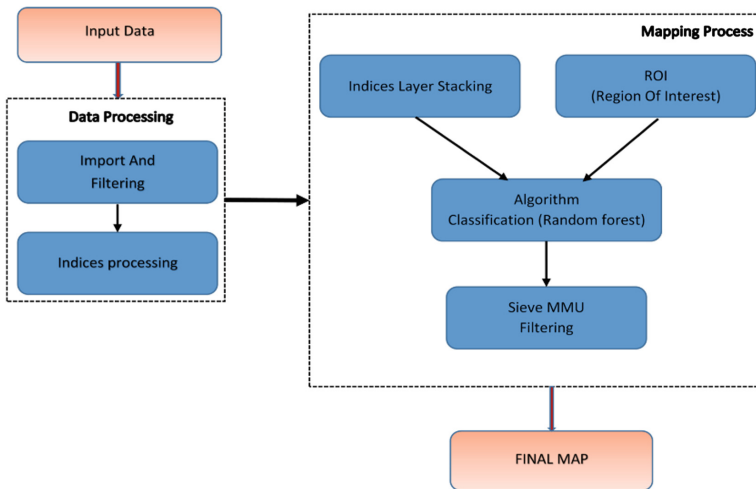 Input Data
Data Processing
Import And
Filtering
Indices processing
Mapping Process
Indices Layer Stacking
ROI
(Region Of Interest)
Algorithm
Classification (Random forest)
Sieve MMU
Filtering
FINAL MAP